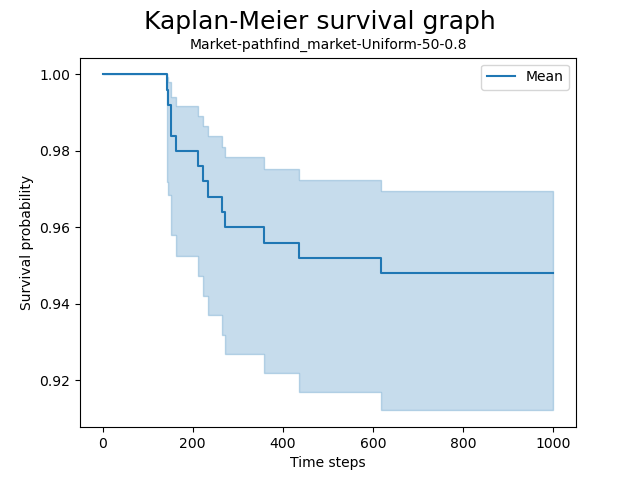 Kaplan-Meier survival graph
Market-pathfind_market-Uniform-50-0.8
Mean
1.00
0.98
0.96
0.94
0.92
Survival probability
0 200 400 600 800 1000
Time steps